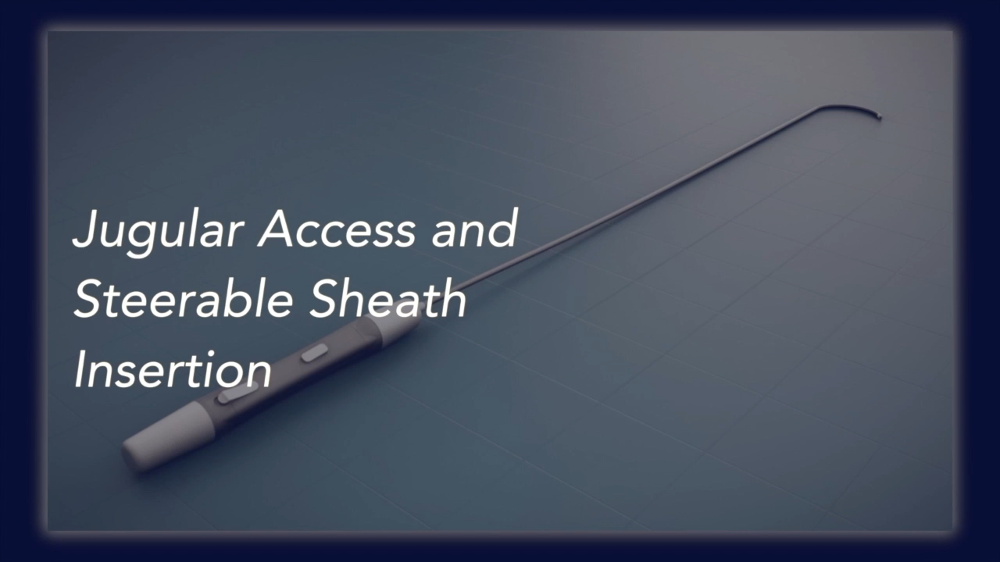 Jugular Access and
Steerable Sheath
Insertion